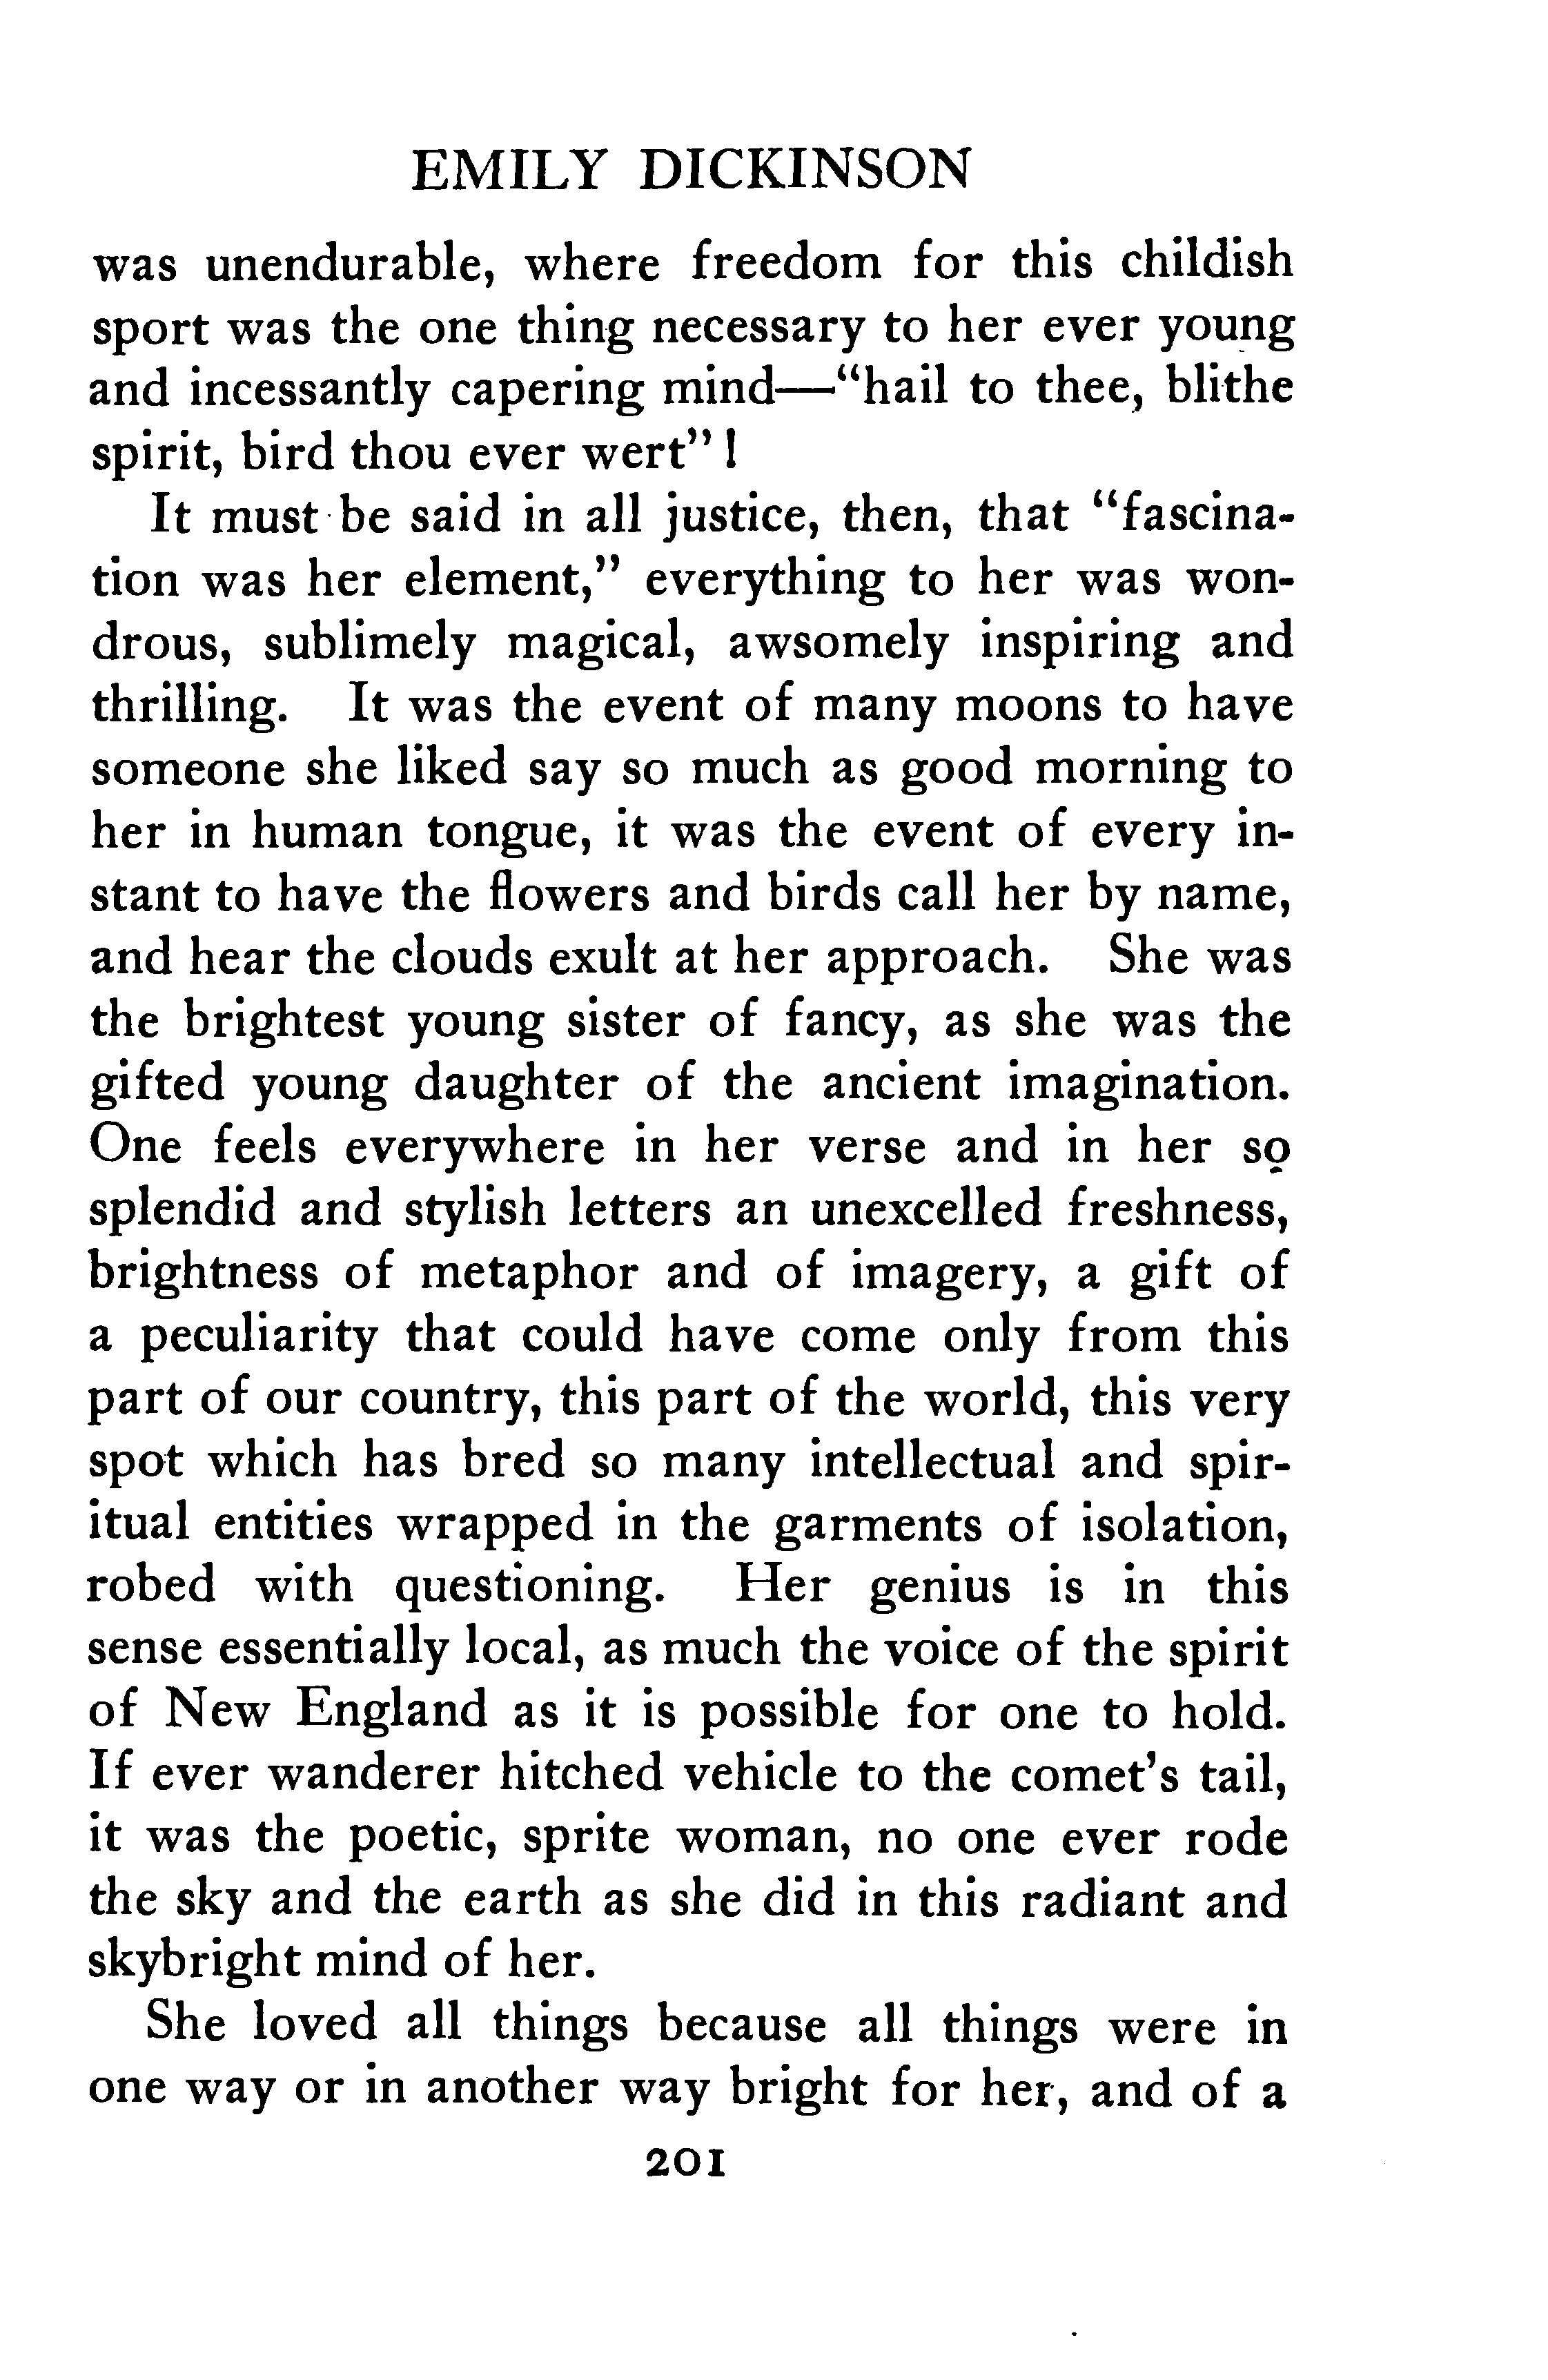 EMILY DICKINSON
was unendurable, where freedom for this childish
sport was the one thing necessary to her ever young
and incessantly capering mind—“hail to thee, blithe
spirit, bird thou ever wert”!
It must be said in all justice, then, that “fascina-
tion was her element,” everything to her was won-
drous, sublimely magical, awsomely inspiring and
thrilling. It was the event of many moons to have
someone she liked say so much as good morning to
her in human tongue, it was the event of every in-
stant to have the flowers and birds call her by name,
and hear the clouds exult at her approach. She was
the brightest young sister of fancy, as she was the
gifted young daughter of the ancient imagination.
One feels everywhere in her verse and in her so
splendid and stylish letters an unexcelled freshness,
brightness of metaphor and of imagery, a gift of
a peculiarity that could have come only from this
part of our country, this part of the world, this very
spot which has bred so many intellectual and spir-
itual entities wrapped in the garments of isolation,
robed with questioning. Her genius is in this
sense essentially local, as much the voice of the spirit
of New England as it is possible for one to hold.
If ever wanderer hitched vehicle to the comet's tail,
it was the poetic, sprite woman, no one ever rode
the sky and the earth as she did in this radiant and
skybright mind of her.
She loved all things because all things were in
one way or in another way bright for her, and of a
201